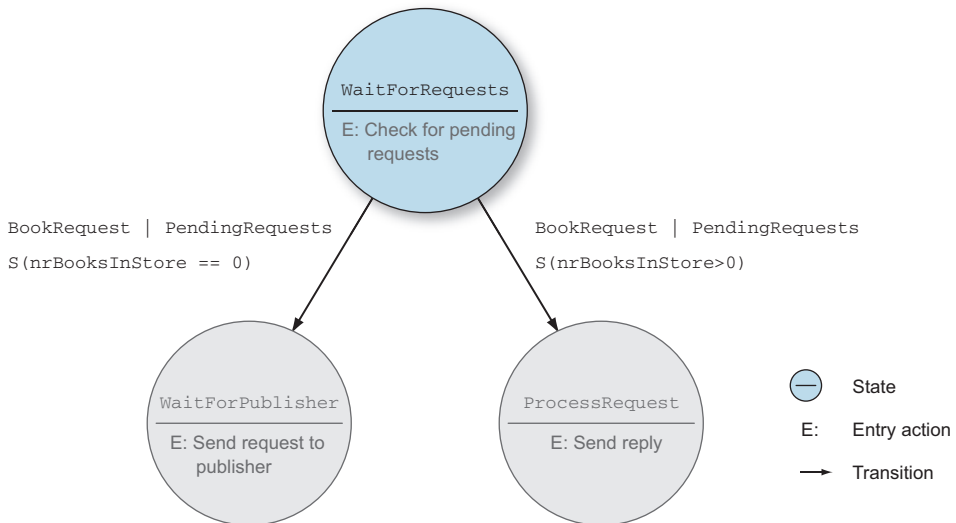 WaitForRequests
E: Check for pending
requests
BookRequest | PendingRequests
S(nrBooksInStore == 0)
BookRequest | PendingRequests
S(nrBooksInStore>0)
WaitForPublisher
E: Send request to
publisher
ProcessRequest
E: Send reply
State
E: Entry action
Transition